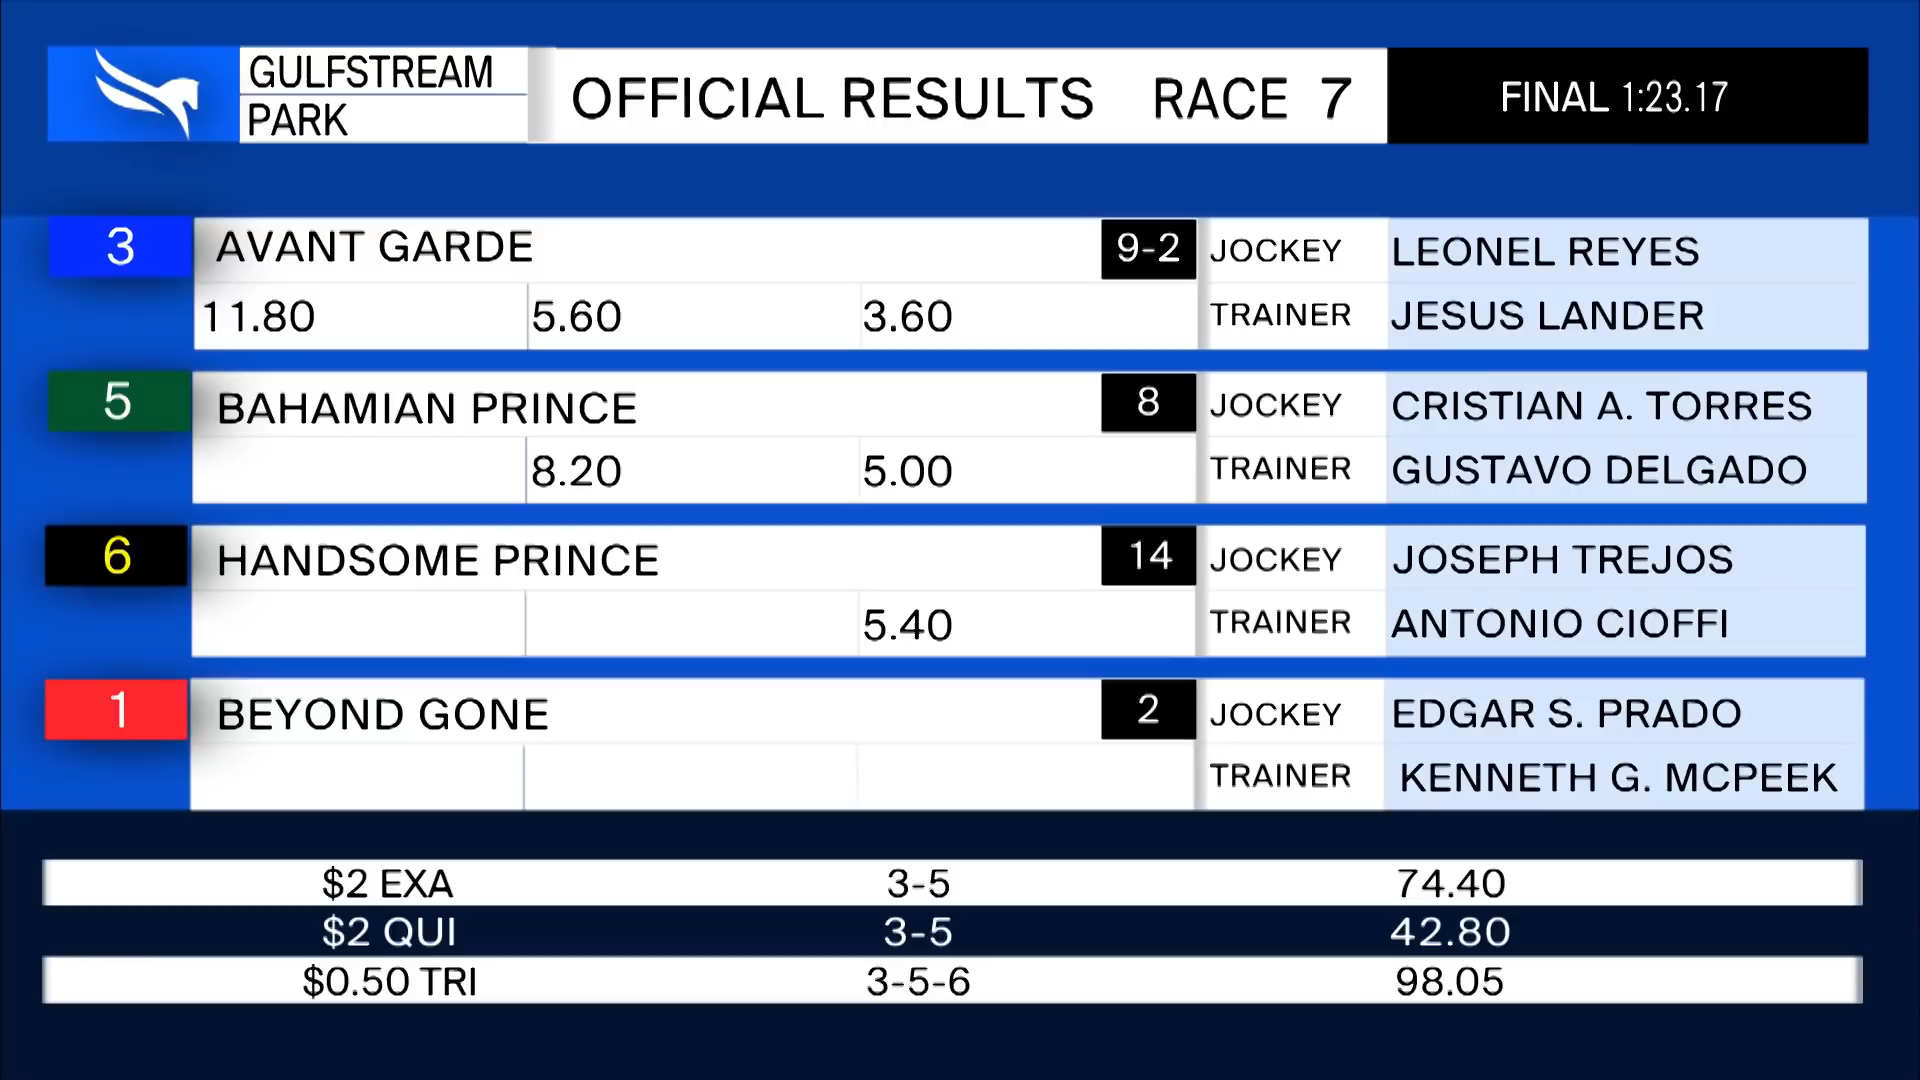 GULFSTREAM
PARK
OFFICIAL RESULTS RACE 7
FINAL 1:23.17
3 AVANT GARDE 9-2 JOCKEY LEONEL REYES
11.80 5.60 3.60 TRAINER JESUS LANDER
5 BAHAMIAN PRINCE 8 JOCKEY CRISTIAN A. TORRES
8.20 5.00 TRAINER GUSTAVO DELGADO
6 HANDSOME PRINCE 14 JOCKEY JOSEPH TREJOS
5.40 TRAINER ANTONIO CIOFFI
1 BEYOND GONE 2 JOCKEY EDGAR S. PRADO
TRAINER KENNETH G. MCPEEK
$2 EXA 3-5 74.40
$2 QUI 3-5 42.80
$0.50 TRI 3-5-6 98.05